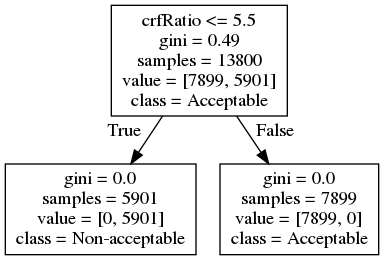 crfRatio <= 5.5
gini = 0.49
samples = 13800
value = [7899, 5901]
class = Acceptable
True
False
gini = 0.0
samples = 5901
value = [0, 5901]
class = Non-acceptable
gini = 0.0
samples = 7899
value = [7899, 0]
class = Acceptable